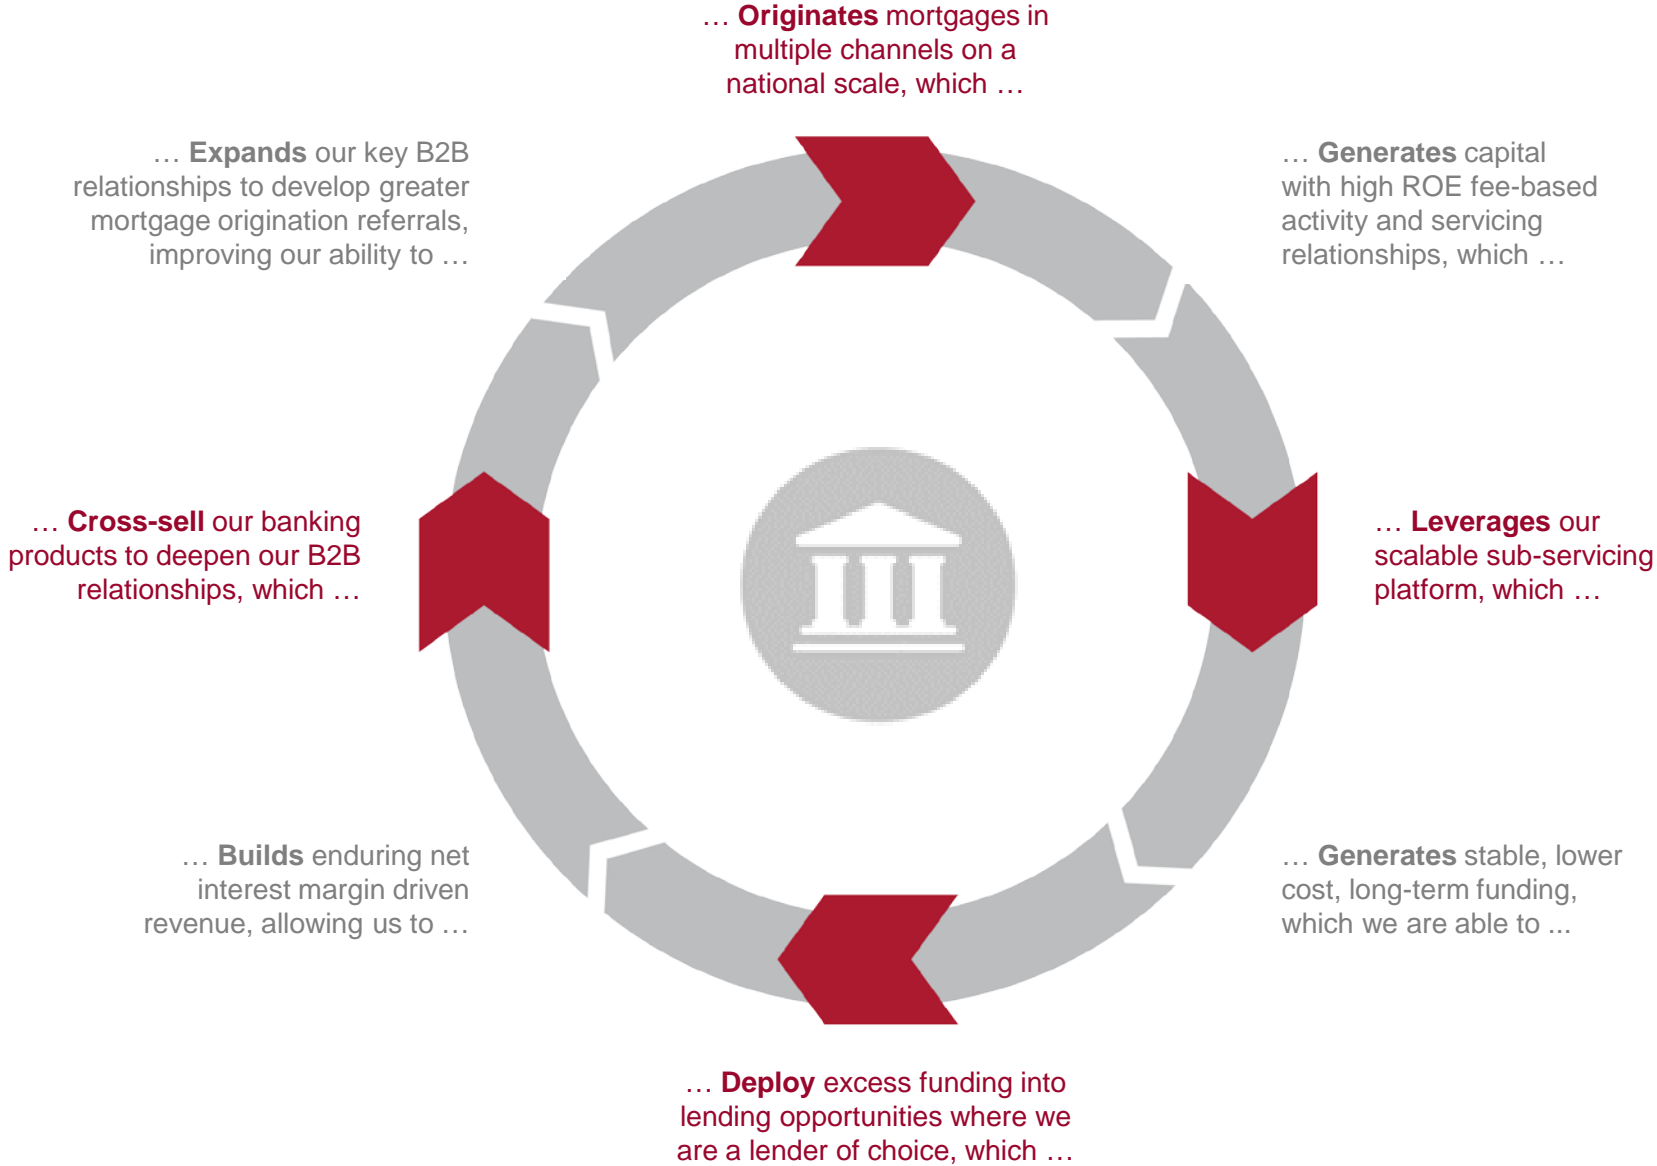 … Originates mortgages in
multiple channels on a
national scale, which …
… Generates capital
with high ROE fee-based
activity and servicing
relationships, which …
… Leverages our
scalable sub-servicing
platform, which …
… Generates stable, lower
cost, long-term funding,
which we are able to ...
… Deploy excess funding into
lending opportunities where we
are a lender of choice, which …
… Builds enduring net
interest margin driven
revenue, allowing us to …
… Cross-sell our banking
products to deepen our B2B
relationships, which …
… Expands our key B2B
relationships to develop greater
mortgage origination referrals,
improving our ability to …